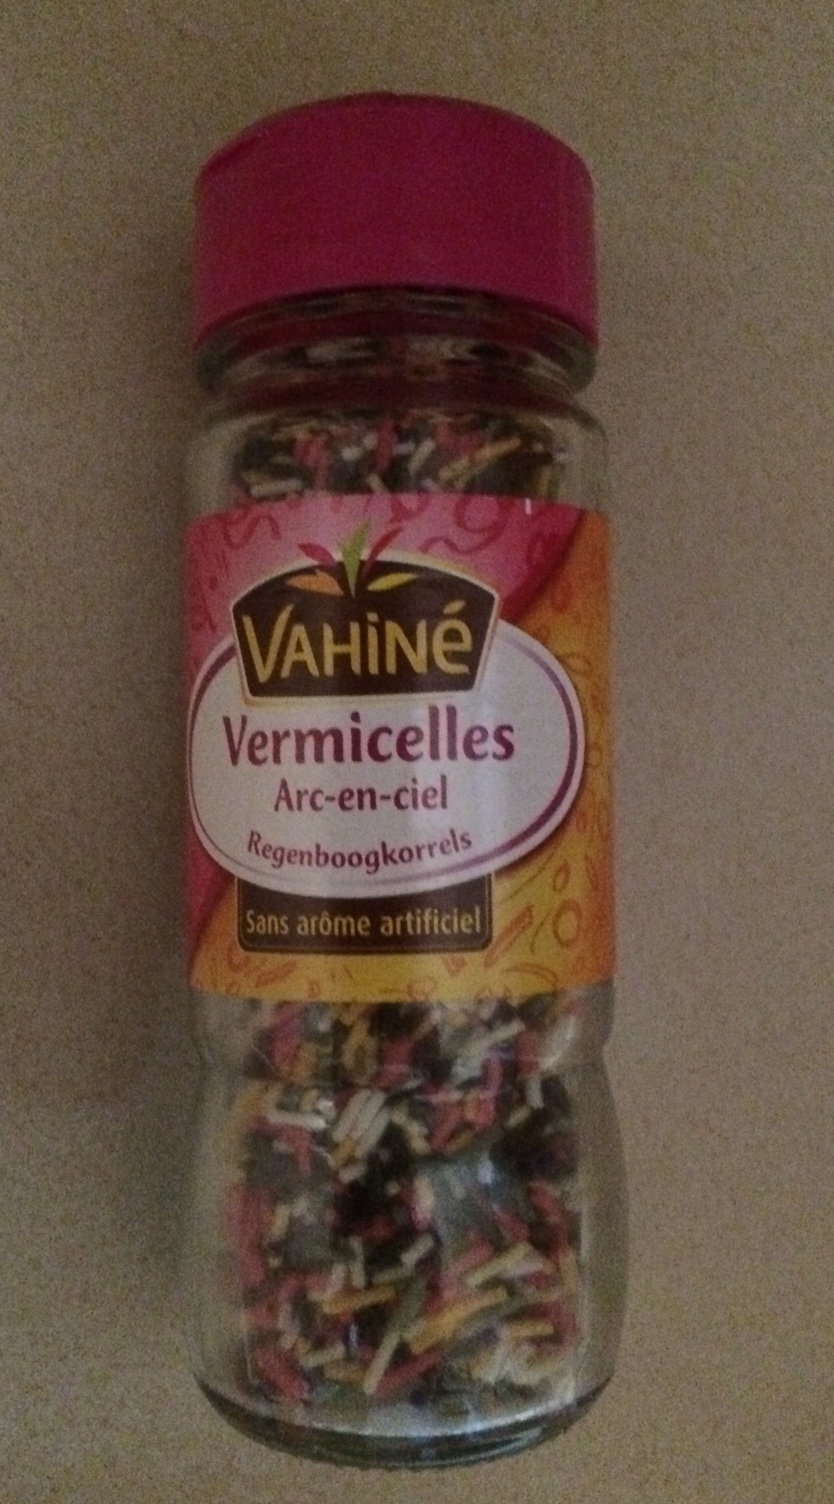 VAHiNé
Vermicelles
Arc-en-ciel
Regenboogkorrels
Sans arôme artificiel